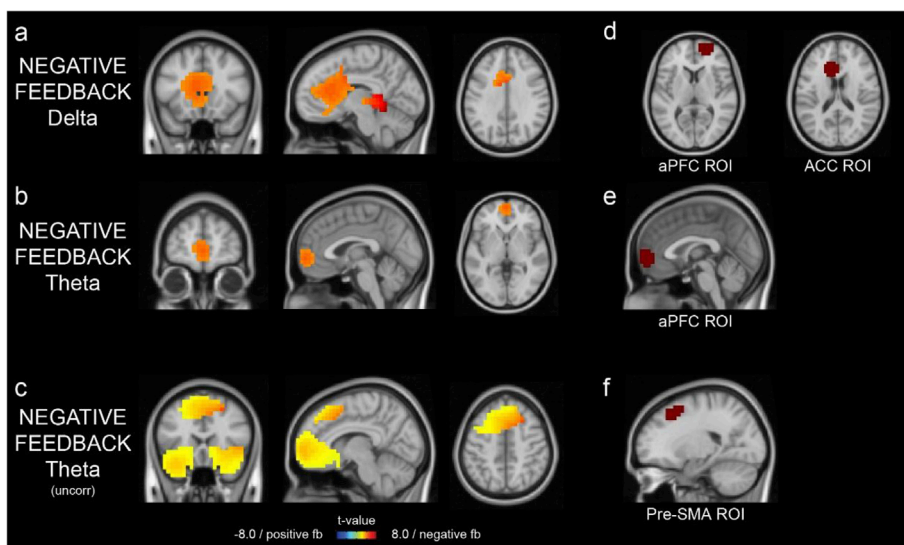 a
NEGATIVE
FEEDBACK
Delta
d
aPFC ROI
ACC ROI
b
NEGATIVE
FEEDBACK
Theta
e
aPFC ROI
c
NEGATIVE
FEEDBACK
Theta
(uncorr)
f
Pre-SMA ROI
t-value
-8.0 / positive fb
8.0 / negative fb